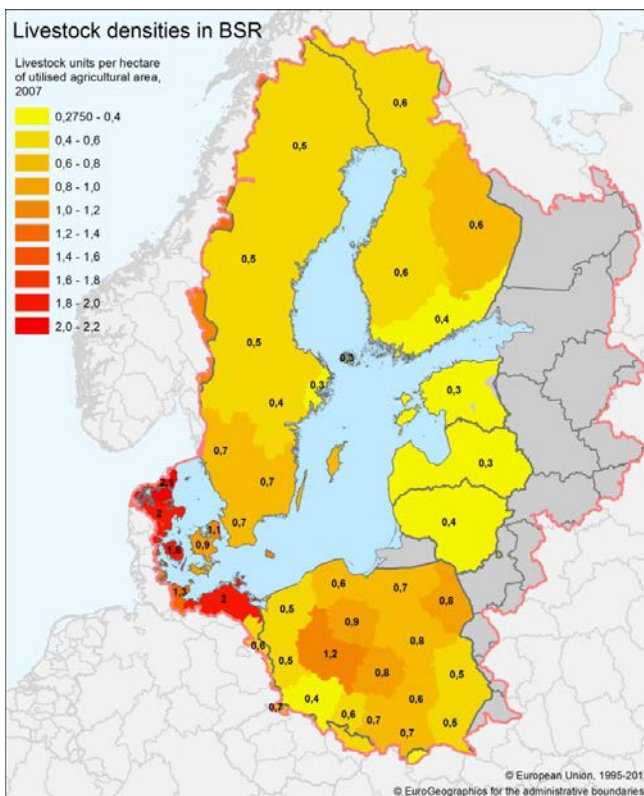 Livestock densities in BSR
Livestock units per hectare
of utilised agricultural area,
2007
0,2750 - 0,4
0,4 - 0,6
0,6 - 0,8
0,8 - 1,0
1,0 - 1,2
1,2 - 1,4
1,4 - 1,6
1,6 - 1,8
1,8 - 2,0
2,0 - 2,2
0,6
0,5
0,6
0,5
0,6
0,4
0,5
0,3
0,3
0,3
0,4
0,7
0,3
0,7
2
1,1
0,7
0,4
0,9
0,6
0,7
1,3
2
0,5
0,8
0,9
0,8
0,6
0,5
1,2
0,8
0,5
0,4
0,6
0,7
0,6
0,7
0,7
0,5
© European Union, 1995-201
© EuroGeographics for the administrative boundaries